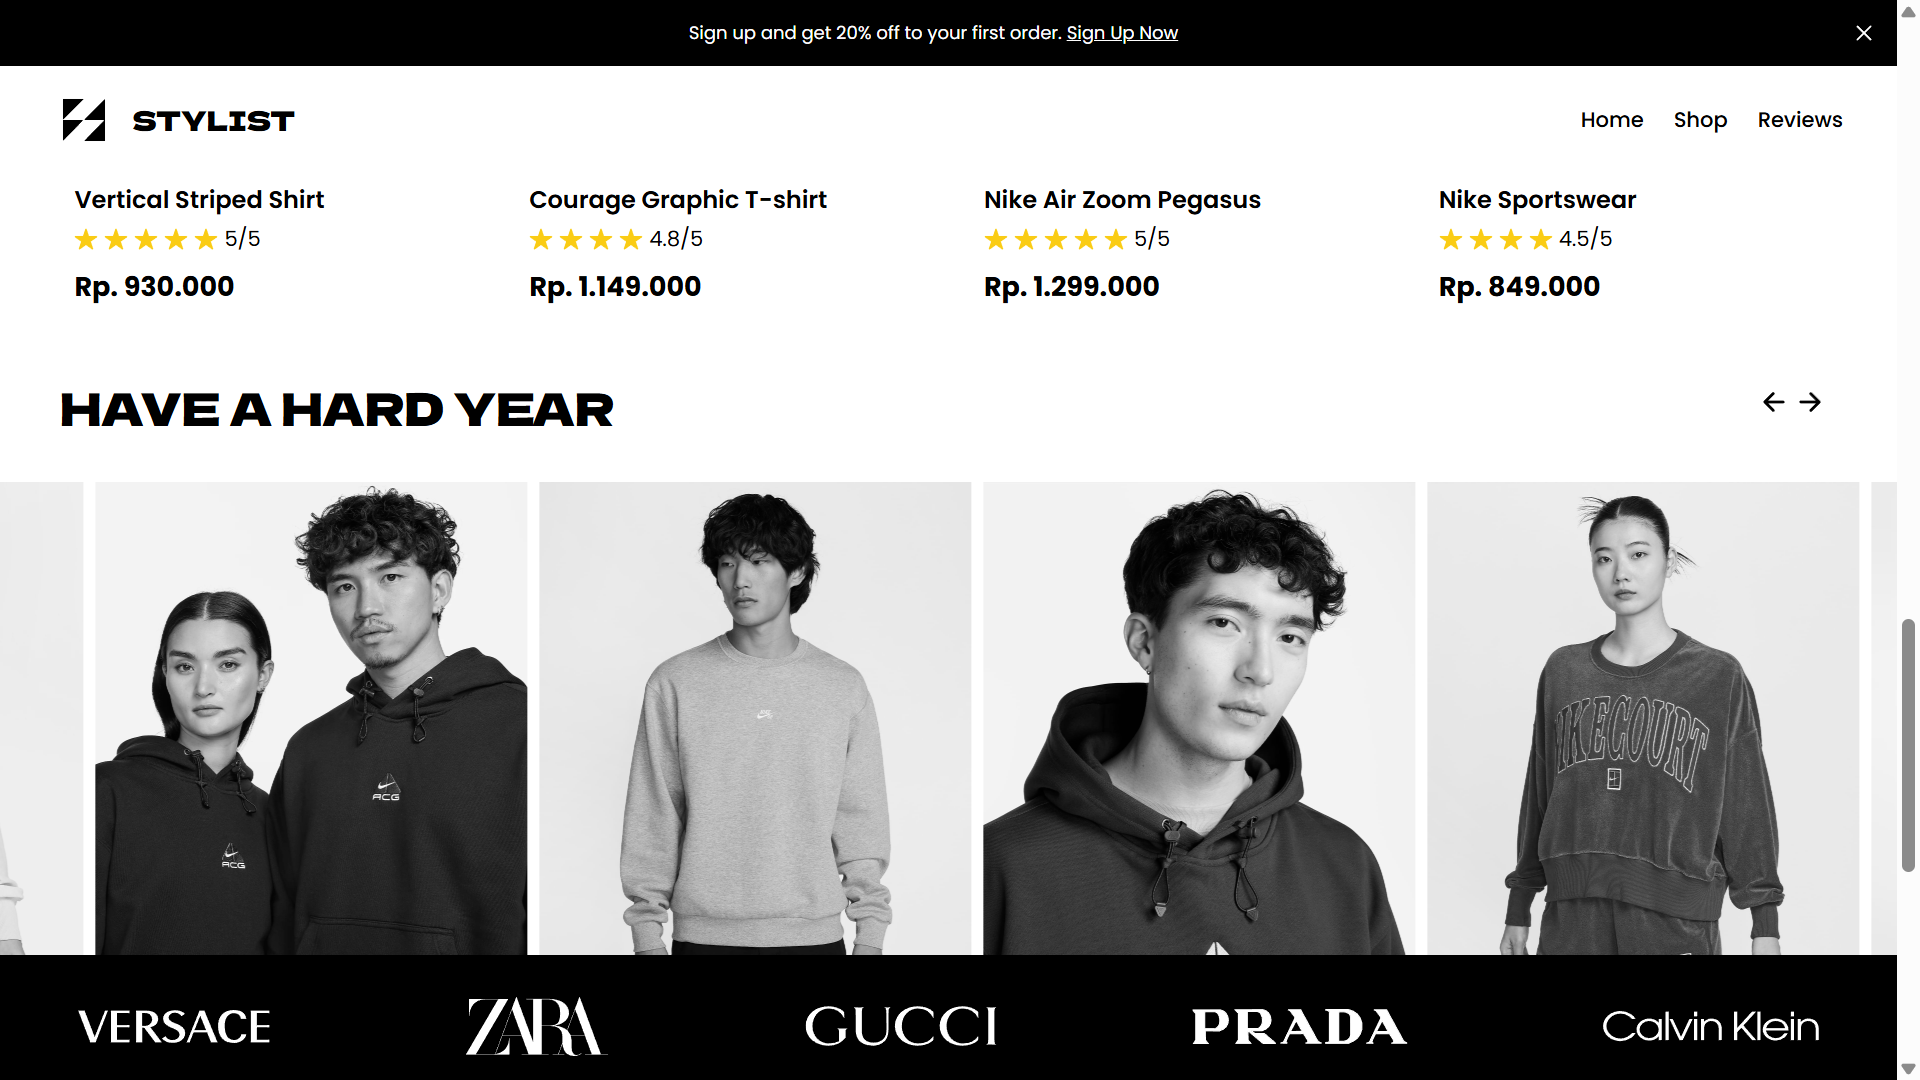 Sign up and get 20% off to your first order. Sign Up Now
STYLIST
Home Shop Reviews
Vertical Striped Shirt
5/5
Rp. 930.000
Courage Graphic T-shirt
4.8/5
Rp. 1.149.000
Nike Air Zoom Pegasus
5/5
Rp. 1.299.000
Nike Sportswear
4.5/5
Rp. 849.000
HAVE A HARD YEAR
ACG
ACG
NIKECOURT
VERSACE
ZARA
GUCCI
PRADA
Calvin Klein